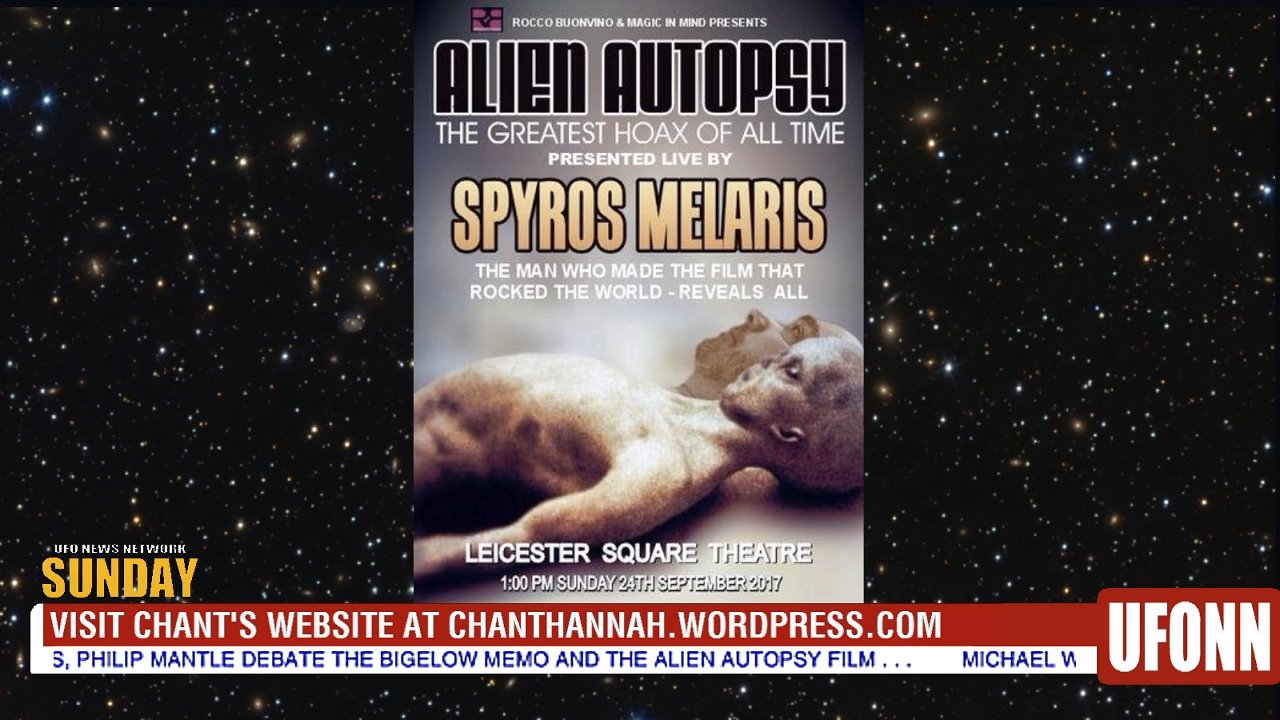 ROCCO BUONVINO & MAGIC IN MIND PRESENTS
ALIEN AUTOPSY
THE GREATEST HOAX OF ALL TIME
PRESENTED LIVE BY
SPYROS MELARIS
THE MAN WHO MADE THE FILM THAT
ROCKED THE WORLD - REVEALS ALL
LEICESTER SQUARE THEATRE
1:00 PM SUNDAY 24TH SEPTEMBER 2017
UFO NEWS NETWORK
SUNDAY
VISIT CHANT'S WEBSITE AT CHANTHANNAH.WORDPRESS.COM
S, PHILIP MANTLE DEBATE THE BIGELOW MEMO AND THE ALIEN AUTOPSY FILM . . . MICHAEL W
UFONN